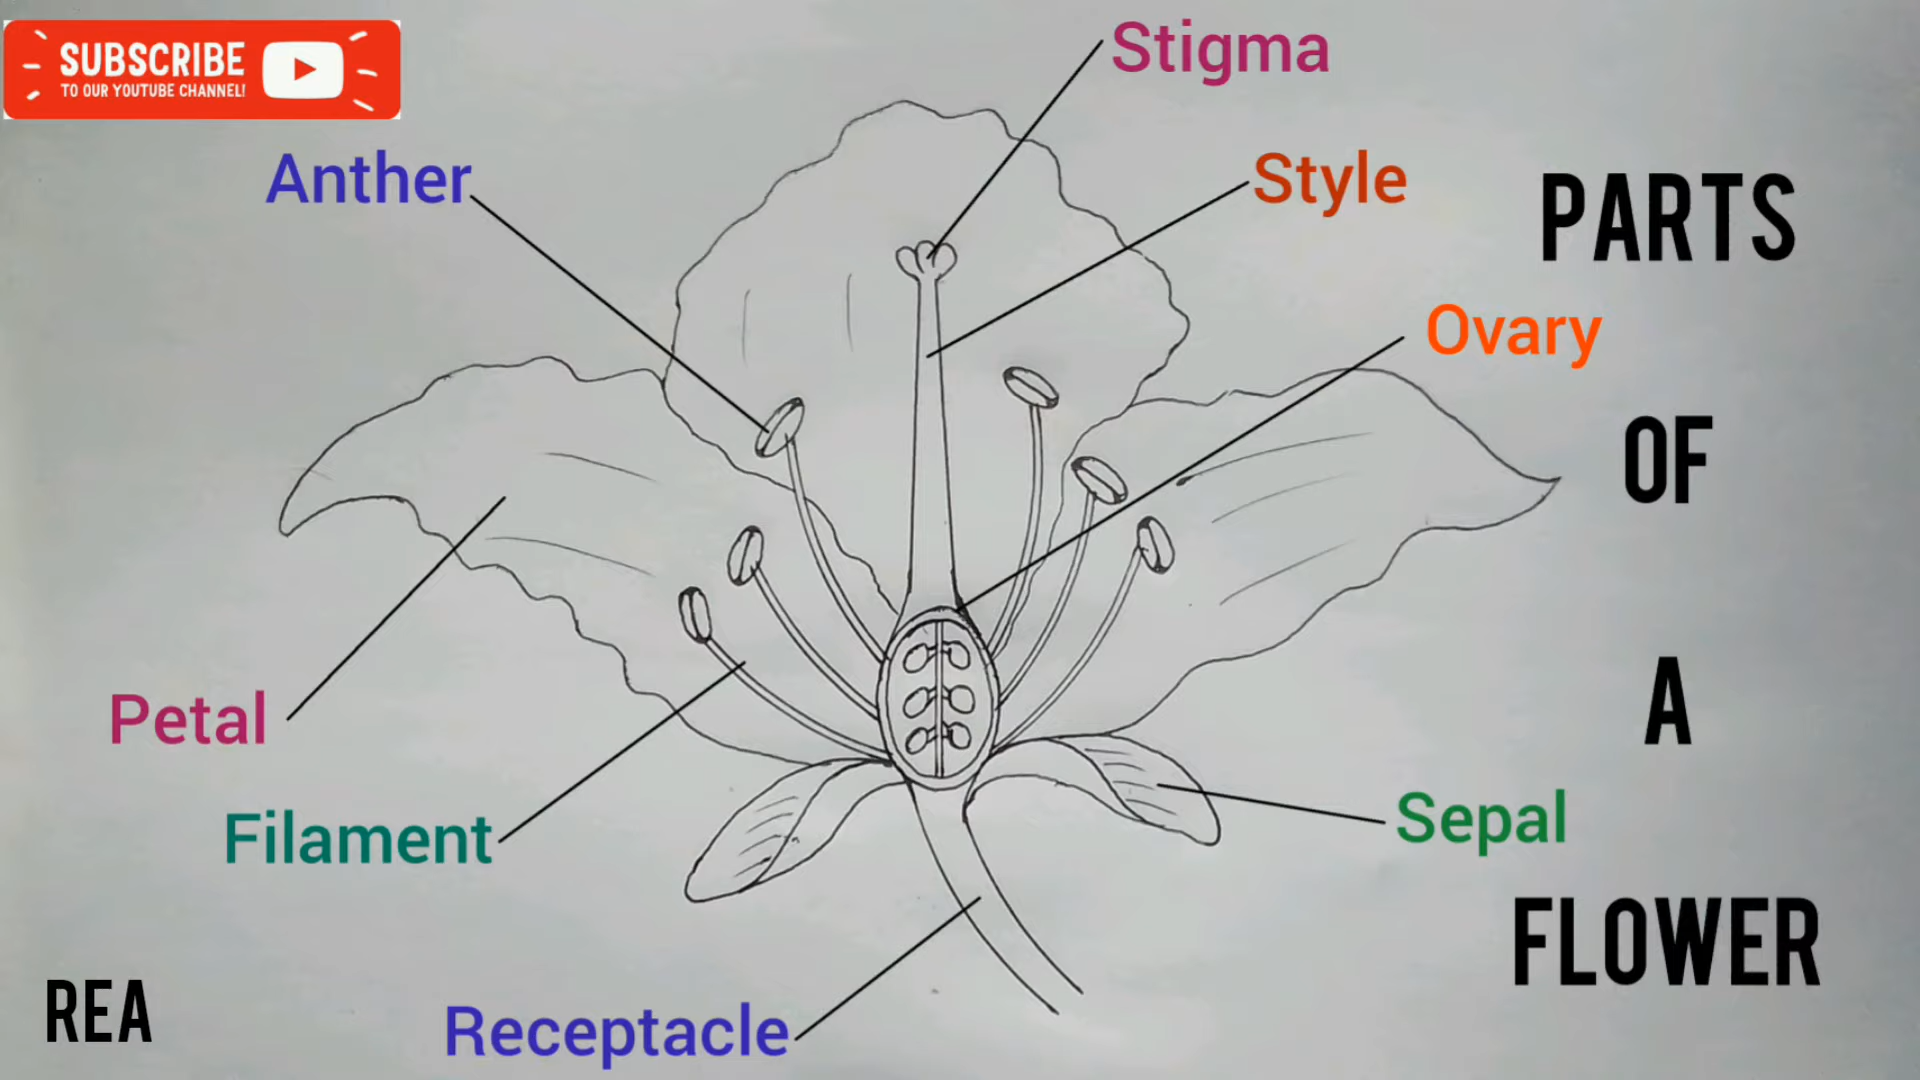 SUBSCRIBE
TO OUR YOUTUBE CHANNEL!
Stigma
Anther
Style
PARTS
Ovary
OF
A
Petal
Filament
Sepal
FLOWER
REA
Receptacle